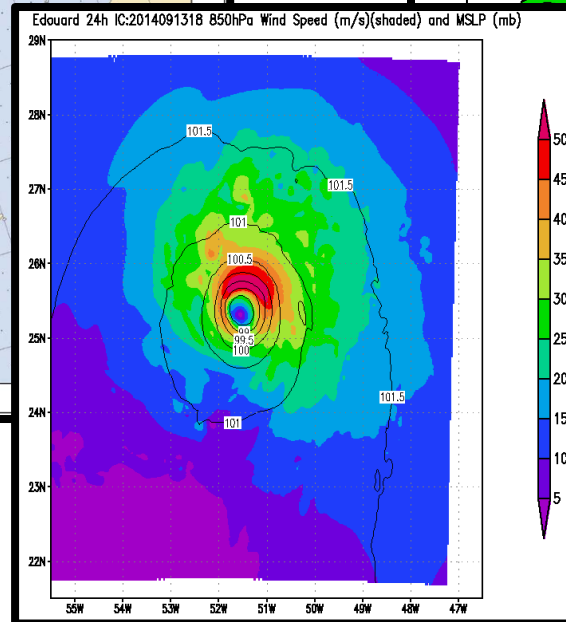 Edouard 24h IC:2014091318 850hPa Wind Speed (m/s)(shaded) and MSLP (mb)
29N
28N
27N
26N
25N
24N
23N
22N
55W 54W 53W 52W 51W 50W 49W 48W 47W
101.5
101.5
101
100.5
99
99.5
100
101.5
101
50
45
40
35
30
25
20
15
10
5